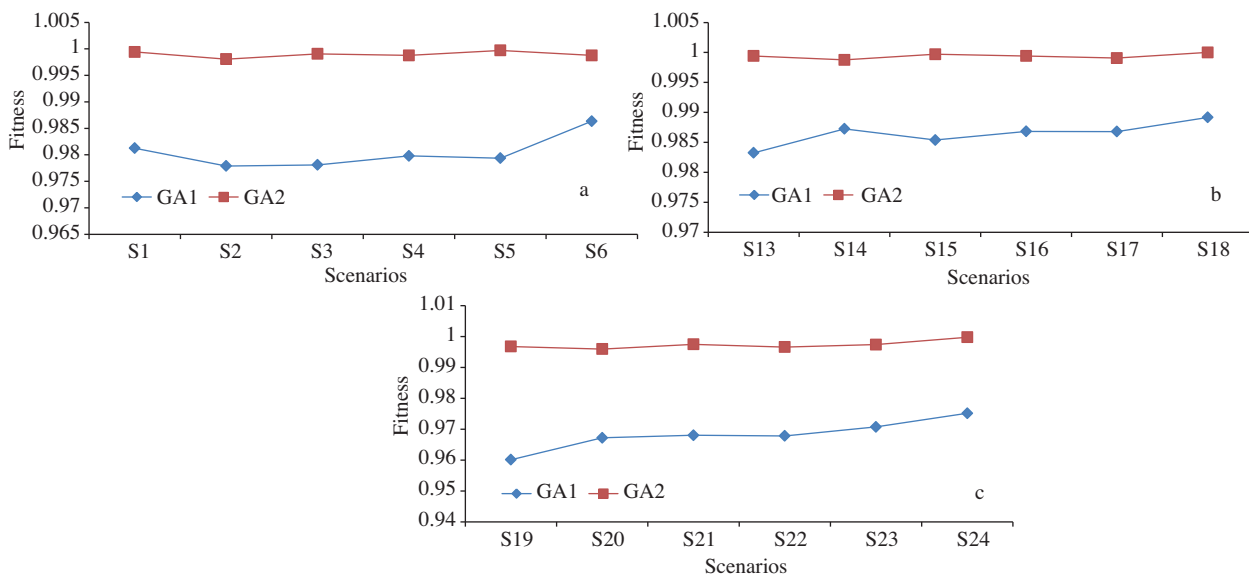 1.005
1
0.995
0.99
0.985
0.98
0.975
0.97
0.965
Fitness
GA1 GA2
a
S1 S2 S3 S4 S5 S6
Scenarios
1.005
1
0.995
0.99
0.985
0.98
0.975
0.97
Fitness
GA1 GA2
b
S13 S14 S15 S16 S17 S18
Scenarios
1.01
1
0.99
0.98
0.97
0.96
0.95
0.94
Fitness
GA1 GA2
c
S19 S20 S21 S22 S23 S24
Scenarios